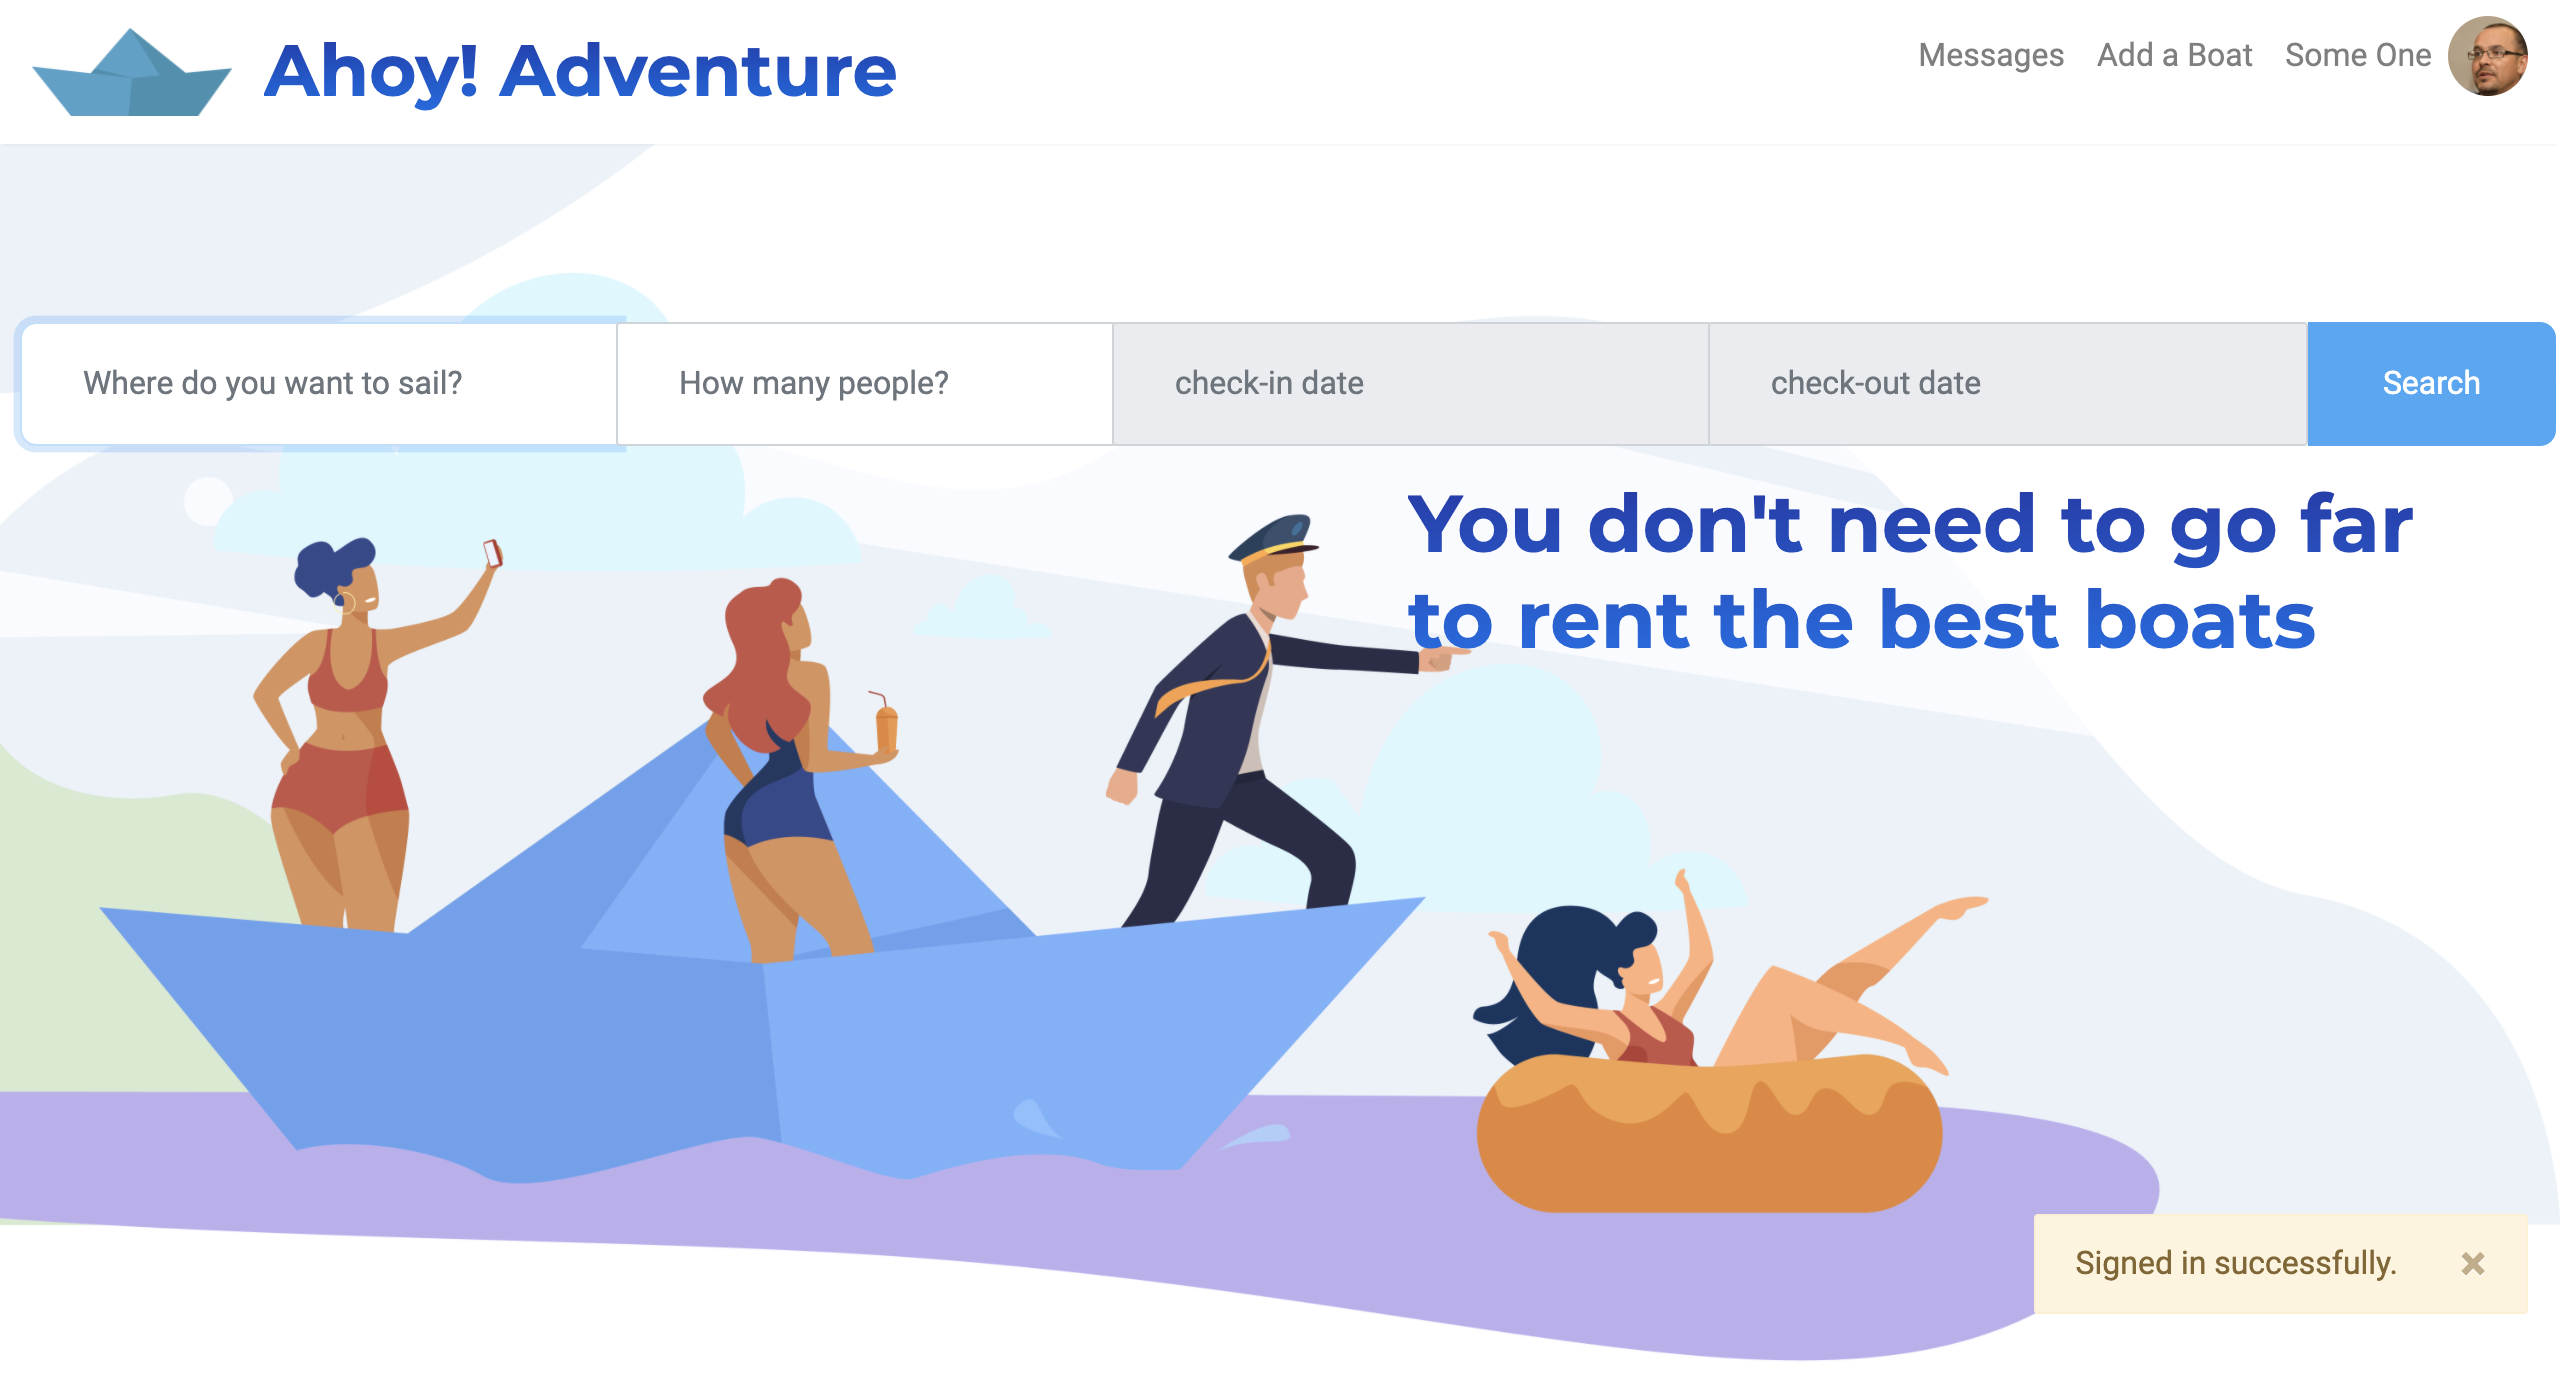 Ahoy! Adventure
Messages
Add a Boat
Some One
Where do you want to sail?
How many people?
check-in date
check-out date
Search
You don't need to go far
to rent the best boats
Signed in successfully.
×